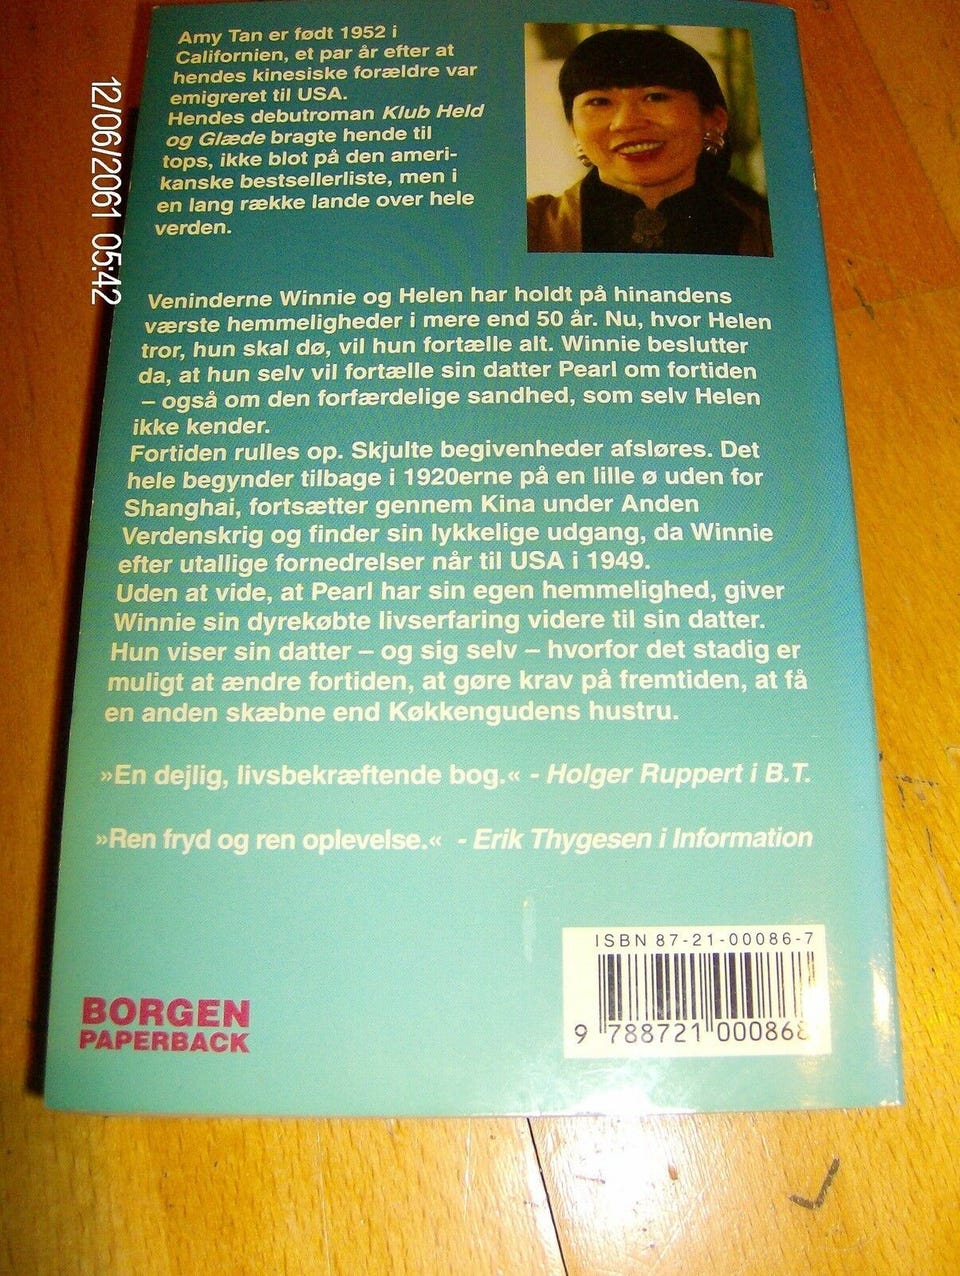 Amy Tan er født 1952 i
Californien, et par år efter at
hendes kinesiske forældre var
emigreret til USA.
Hendes debutroman Klub Held
og Glæde bragte hende til
tops, ikke blot på den ameri-
kanske bestsellerliste, men i
en lang række lande over hele
verden.
12/06/2061 05:42
Veninderne Winnie og Helen har holdt på hinandens
værste hemmeligheder i mere end 50 år. Nu, hvor Helen
tror, hun skal dø, vil hun fortælle alt. Winnie beslutter
da, at hun selv vil fortælle sin datter Pearl om fortiden
– også om den forfærdelige sandhed, som selv Helen
ikke kender.
Fortiden rulles op. Skjulte begivenheder afsløres. Det
hele begynder tilbage i 1920erne på en lille ø uden for
Shanghai, fortsætter gennem Kina under Anden
Verdenskrig og finder sin lykkelige udgang, da Winnie
efter utallige fornedrelser når til USA i 1949.
Uden at vide, at Pearl har sin egen hemmelighed, giver
Winnie sin dyrekøbte livserfaring videre til sin datter.
Hun viser sin datter – og sig selv – hvorfor det stadig er
muligt at ændre fortiden, at gøre krav på fremtiden, at få
en anden skæbne end Køkkengudens hustru.
»En dejlig, livsbekræftende bog.« - Holger Ruppert i B.T.
»Ren fryd og ren oplevelse.« - Erik Thygesen i Information
ISBN 87-21-00086-7
9 788721 000868
BORGEN
PAPERBACK